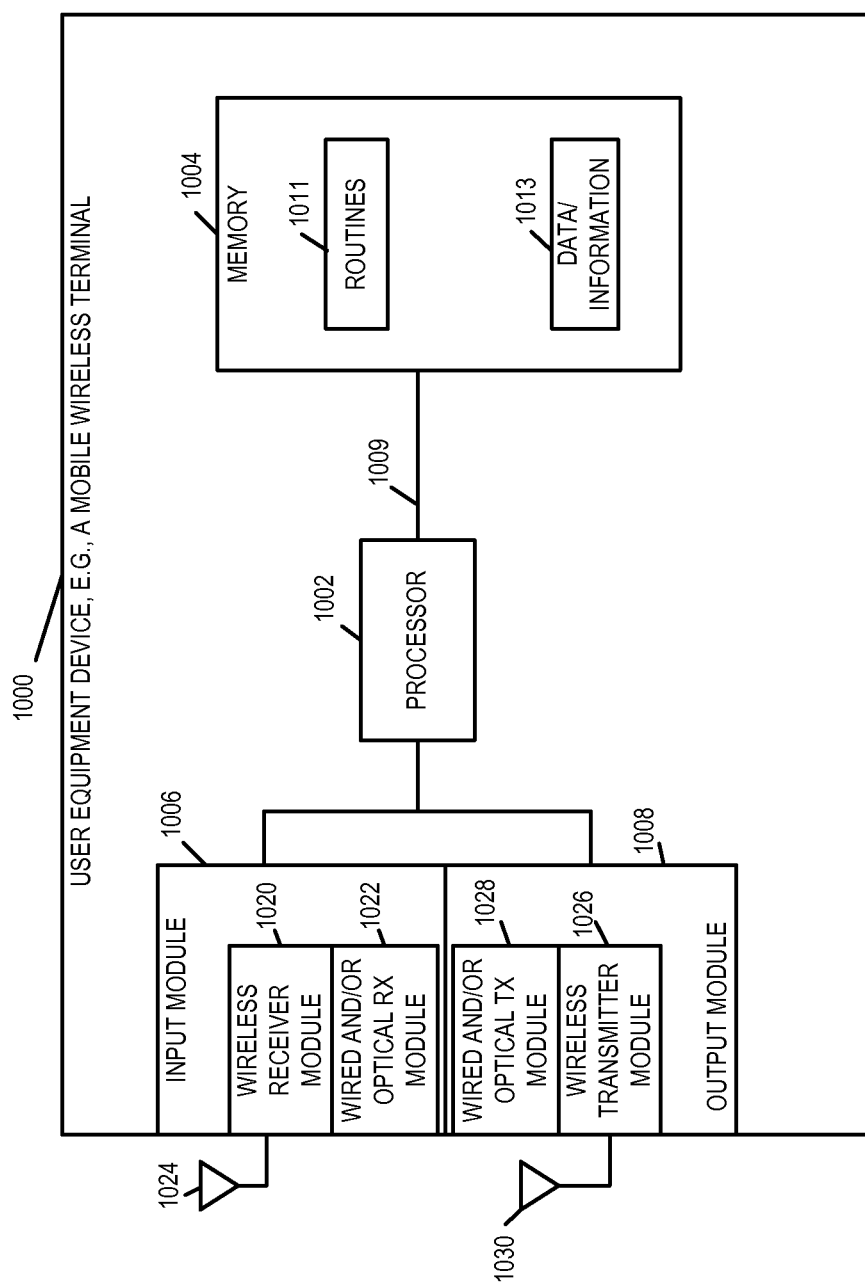 1000
USER EQUIPMENT DEVICE, E.G., A MOBILE WIRELESS TERMINAL
1006
INPUT MODULE
1020
WIRELESS
RECEIVER
MODULE
1022
WIRED AND/OR
OPTICAL RX
MODULE
1028
WIRED AND/OR
OPTICAL TX
MODULE
1026
WIRELESS
TRANSMITTER
MODULE
OUTPUT MODULE
1008
1024
1030
1002
PROCESSOR
1009
1004
MEMORY
1011
ROUTINES
1013
DATA/
INFORMATION